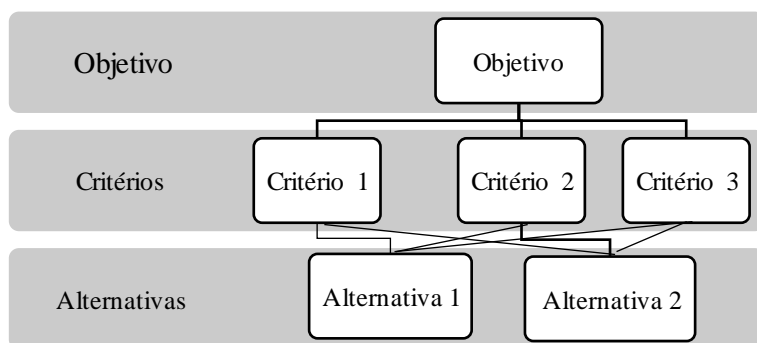 Objetivo
Objetivo
Critérios
Critério 1
Critério 2
Critério 3
Alternativas
Alternativa 1
Alternativa 2